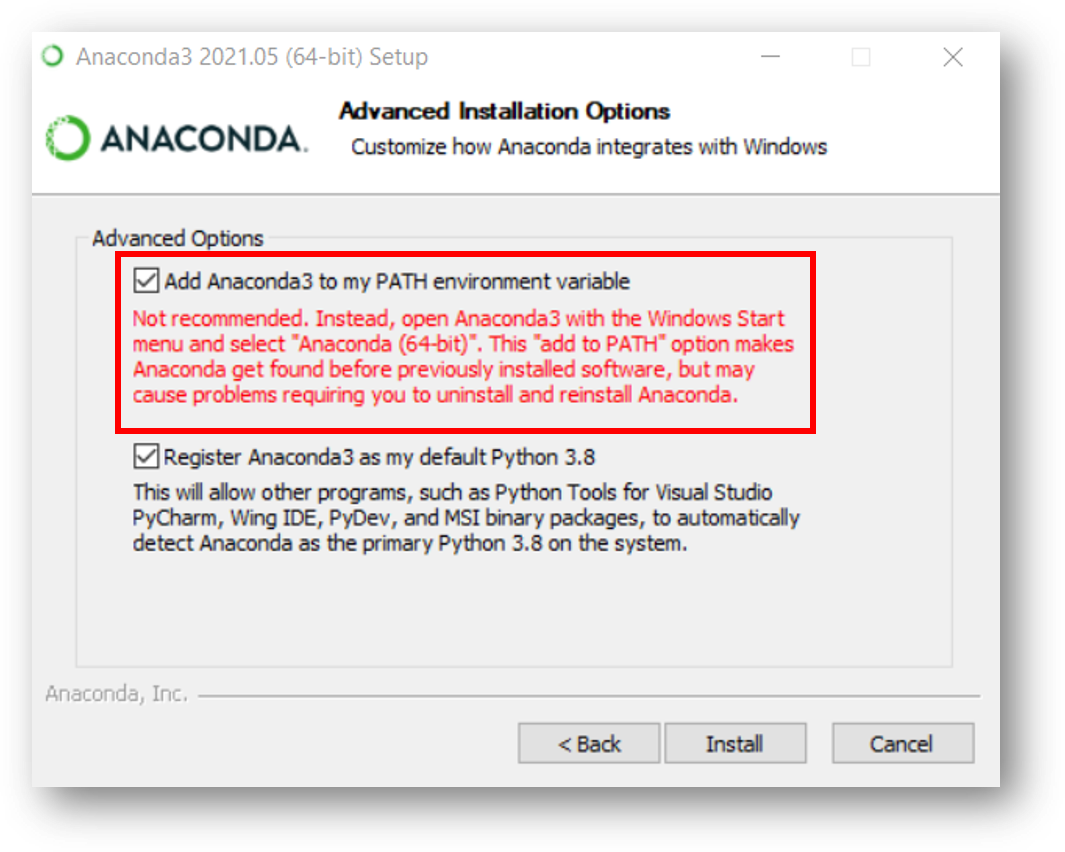 Anaconda3 2021.05 (64-bit) Setup
ANACONDA.
Advanced Installation Options
Customize how Anaconda integrates with Windows
Advanced Options
Add Anaconda3 to my PATH environment variable
Not recommended. Instead, open Anaconda3 with the Windows Start
menu and select "Anaconda (64-bit)". This "add to PATH" option makes
Anaconda get found before previously installed software, but may
cause problems requiring you to uninstall and reinstall Anaconda.
Register Anaconda3 as my default Python 3.8
This will allow other programs, such as Python Tools for Visual Studio
PyCharm, Wing IDE, PyDev, and MSI binary packages, to automatically
detect Anaconda as the primary Python 3.8 on the system.
Anaconda, Inc.
< Back
Install
Cancel